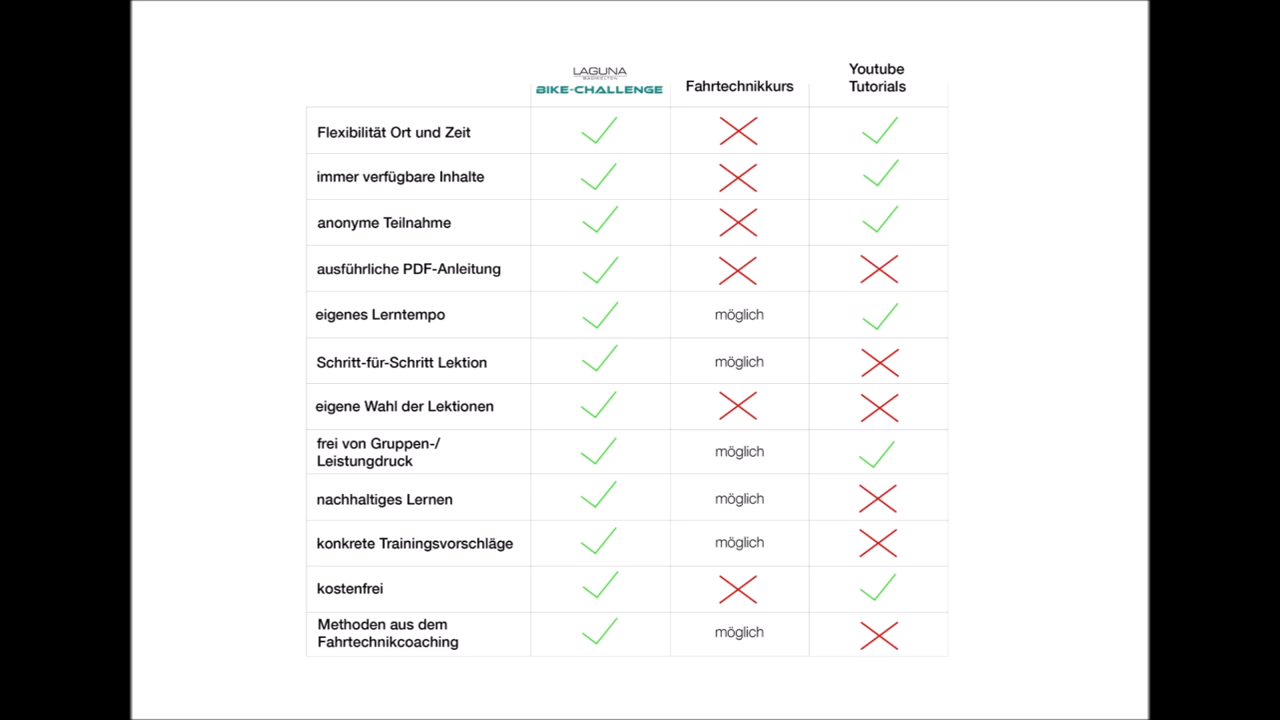 LAGUNA
BADWELTEN
BIKE-CHALLENGE
Fahrtechnikkurs
Youtube
Tutorials
Flexibilität Ort und Zeit
immer verfügbare Inhalte
anonyme Teilnahme
ausführliche PDF-Anleitung
eigenes Lerntempo
möglich
Schritt-für-Schritt Lektion
möglich
eigene Wahl der Lektionen
frei von Gruppen-/
Leistungdruck
möglich
nachhaltiges Lernen
möglich
konkrete Trainingsvorschläge
möglich
kostenfrei
Methoden aus dem
Fahrtechnikcoaching
möglich